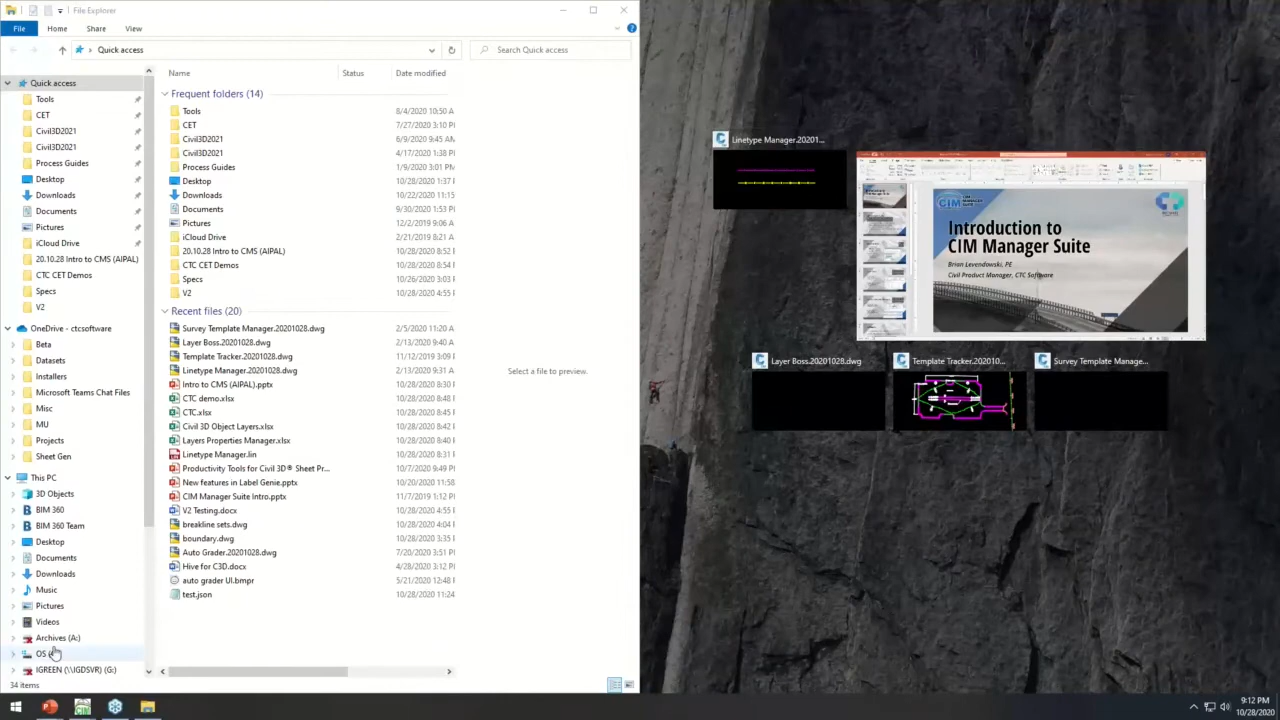 File Explorer
File Home Share View
Quick access
Search Quick access
Quick access
Tools
CET
Civil3D2021
Civil3D2021
Process Guides
Desktop
Downloads
Documents
Pictures
iCloud Drive
20.10.28 Intro to CMS (AIPAL)
CTC CET Demos
Specs
V2
OneDrive - ctcsoftware
Beta
Datasets
Installers
Microsoft Teams Chat Files
Misc
MU
Projects
Sheet Gen
This PC
3D Objects
BIM 360
BIM 360 Team
Desktop
Documents
Downloads
Music
Pictures
Videos
Archives (A:)
OS
IGREEN (\\IGDSVR) (G:)
34 items
Name Status Date modified
Frequent folders (14)
Tools 8/4/2020 10:50 A
CET 7/27/2020 3:10 P
Civil3D2021 6/9/2020 9:45 A
Civil3D2021 4/17/2020 1:38 P
Process Guides 1/9/2020 3:01 P
Desktop 10/28/2020 1:37
Downloads 10/22/2020 11:15
Documents 9/30/2020 1:53
Pictures 12/2/2019 9:06 A
iCloud Drive 2/21/2019 8:21 A
20.10.28 Intro to CMS (AIPAL) 10/28/2020 8:52
CTC CET Demos 10/28/2020 8:54
Specs 10/26/2020 3:03
V2 10/28/2020 4:55
Recent files (20)
Survey Template Manager.20201028.dwg 2/5/2020 11:20 A
Layer Boss.20201028.dwg 2/13/2020 9:40 A
Template Tracker.20201028.dwg 11/12/2019 3:09
Linetype Manager.20201028.dwg 2/13/2020 9:31 A
Intro to CMS (AIPAL).pptx 10/28/2020 8:30
CTC demo.xlsx 10/28/2020 8:48
CTC.xlsx 10/28/2020 8:45
Civil 3D Object Layers.xlsx 10/28/2020 8:42
Layers Properties Manager.xlsx 10/28/2020 8:40
Linetype Manager.lin 10/28/2020 8:31
Productivity Tools for Civil 3D® Sheet Pr... 10/7/2020 9:49
New features in Label Genie.pptx 10/20/2020 11:58
CIM Manager Suite Intro.pptx 11/7/2019 1:12
V2 Testing.docx 10/28/2020 4:55
breakline sets.dwg 10/28/2020 4:04
boundary.dwg 10/28/2020 3:35
Auto Grader.20201028.dwg 7/20/2020 3:51
Hive for C3D.docx 4/28/2020 3:12
auto grader UI.bmpr 5/21/2020 12:48
test.json 10/28/2020 11:24
Select a file to preview.
Linetype Manager.20201...
CIM MANAGER SUITE
Introduction to
CIM Manager Suite
Brian Levendowski, PE
Civil Product Manager, CTC Software
Layer Boss.20201028.dwg
Template Tracker.202010...
Survey Template Manage...
9:12 PM
10/28/2020